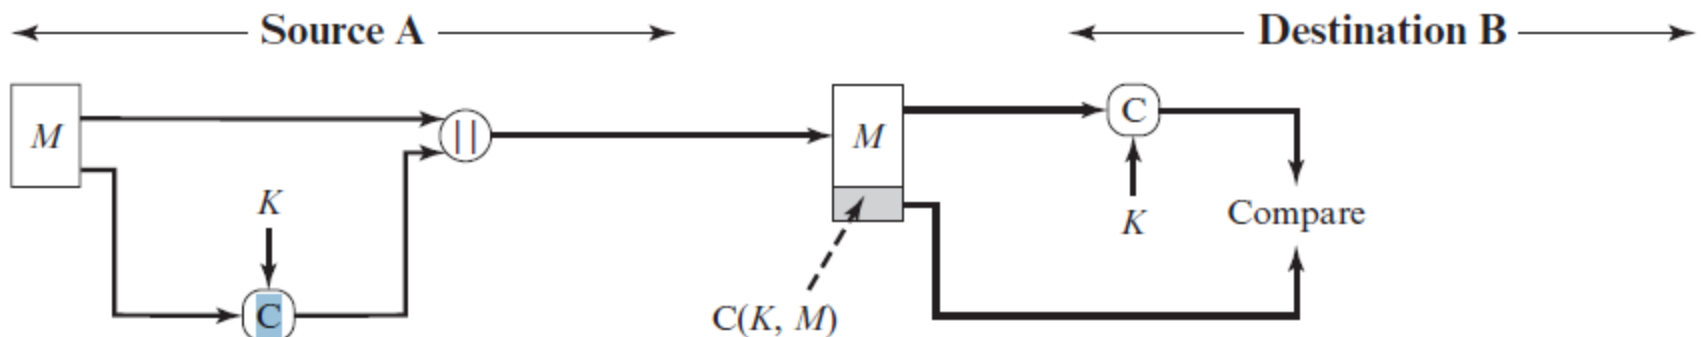 Source A
Destination B
M
||
M
C
K
K
Compare
C
C(K, M)